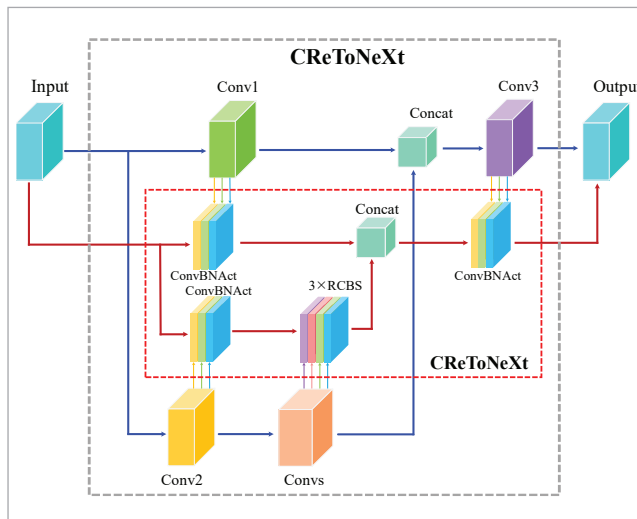 CReToNeXt
Input
Conv1
Concat
Conv3
Output
Concat
ConvBNAct
ConvBNAct
3×RCBS
ConvBNAct
CReToNeXt
Conv2
Convs